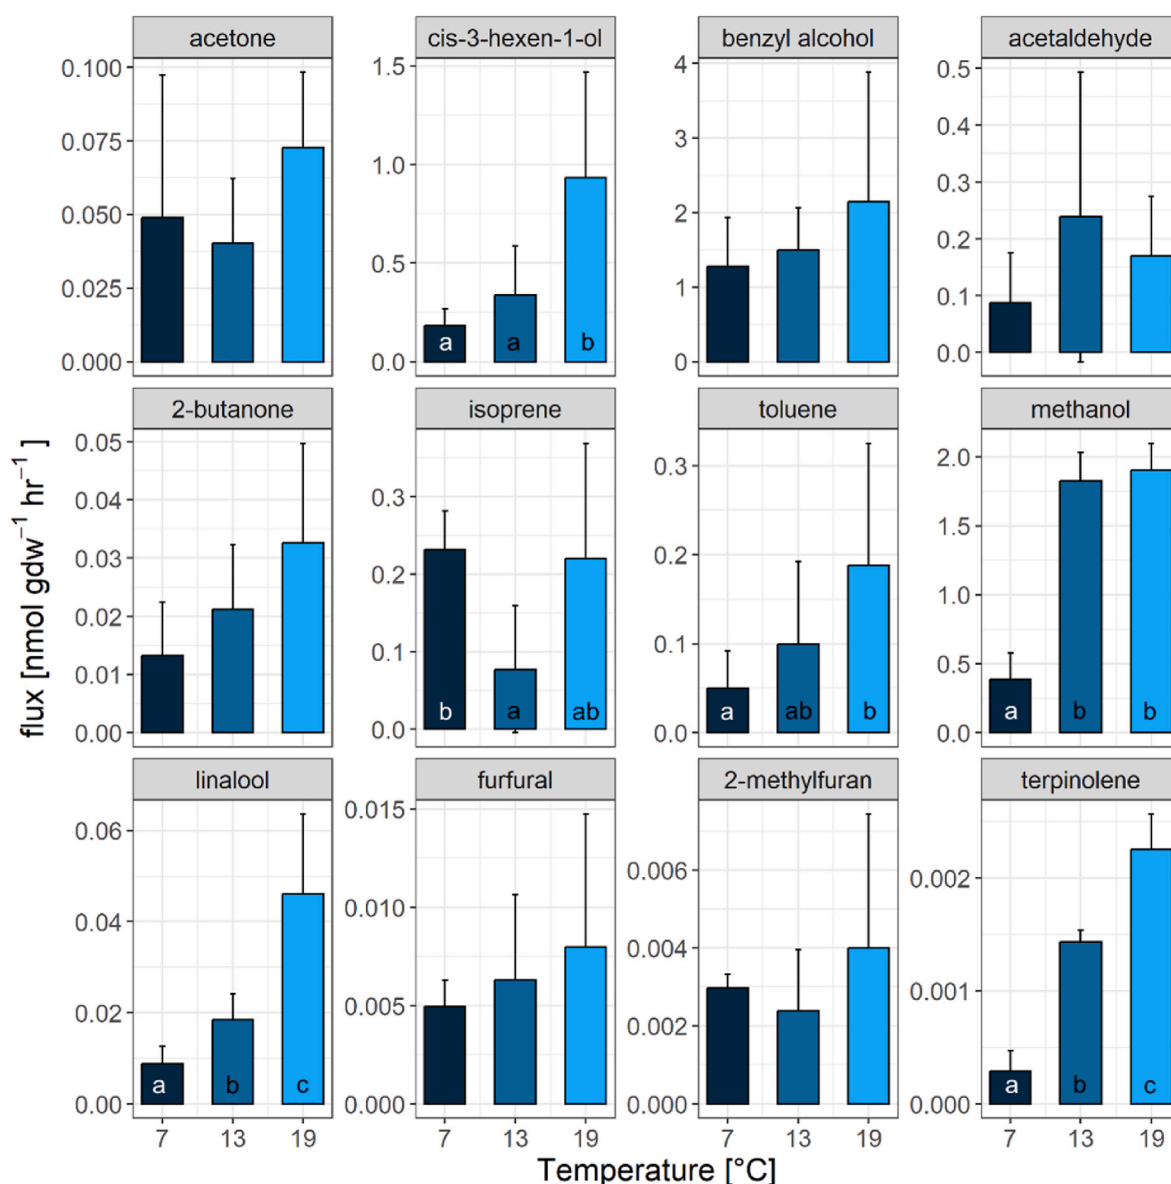 acetone
cis-3-hexen-1-ol
benzyl alcohol
acetaldehyde
0.100
0.075
0.050
0.025
0.000
1.5
1.0
0.5
0.0
a
a
b
4
3
2
1
0
0.5
0.4
0.3
0.2
0.1
0.0
flux [nmol gdw⁻¹ hr⁻¹ ]
2-butanone
isoprene
toluene
methanol
0.05
0.04
0.03
0.02
0.01
0.00
0.3
0.2
0.1
0.0
b
a
ab
0.3
0.2
0.1
0.0
a
ab
b
2.0
1.5
1.0
0.5
0.0
a
b
b
linalool
furfural
2-methylfuran
terpinolene
0.06
0.04
0.02
0.00
a
b
c
0.015
0.010
0.005
0.000
0.006
0.004
0.002
0.000
0.002
0.001
0.000
a
b
c
7 13 19
7 13 19
7 13 19
7 13 19
Temperature [°C]